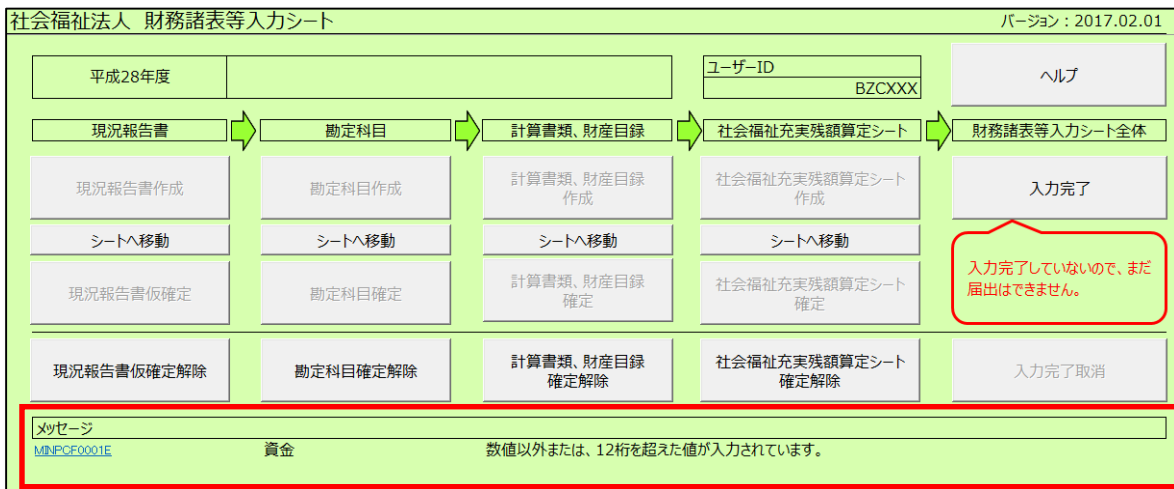 社会福祉法人 財務諸表等入力シート
バージョン：2017.02.01
平成28年度
ユーザーID
BZCXXX
ヘルプ
現況報告書
勘定科目
計算書類、財産目録
社会福祉充実残額算定シート
財務諸表等入力シート全体
現況報告書作成
勘定科目作成
計算書類、財産目録
作成
社会福祉充実残額算定シート
作成
入力完了
シートへ移動
シートへ移動
シートへ移動
シートへ移動
入力完了していないので、まだ
届出はできません。
現況報告書仮確定
勘定科目確定
計算書類、財産目録
確定
社会福祉充実残額算定シート
確定
現況報告書仮確定解除
勘定科目確定解除
計算書類、財産目録
確定解除
社会福祉充実残額算定シート
確定解除
入力完了取消
メッセージ
MINPCF0001E 資金 数値以外または、12桁を超えた値が入力されています。